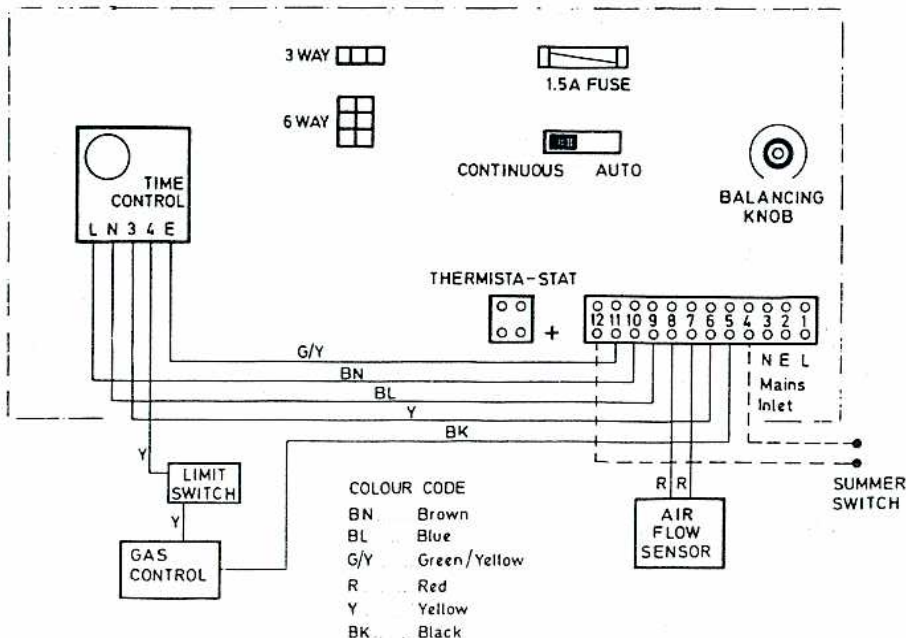 3 WAY
1.5A FUSE
6 WAY
CONTINUOUS AUTO
TIME
CONTROL
BALANCING
KNOB
L N 3 4 E
THERMISTA-STAT
+
12 11 10 9 8 7 6 5 4 3 2 1
G/Y
N E L
BN
Mains
Inlet
BL
Y
BK
Y
LIMIT
SWITCH
Y
GAS
CONTROL
COLOUR CODE
BN Brown
BL Blue
G/Y Green/Yellow
R Red
Y Yellow
BK Black
R R
AIR
FLOW
SENSOR
SUMMER
SWITCH